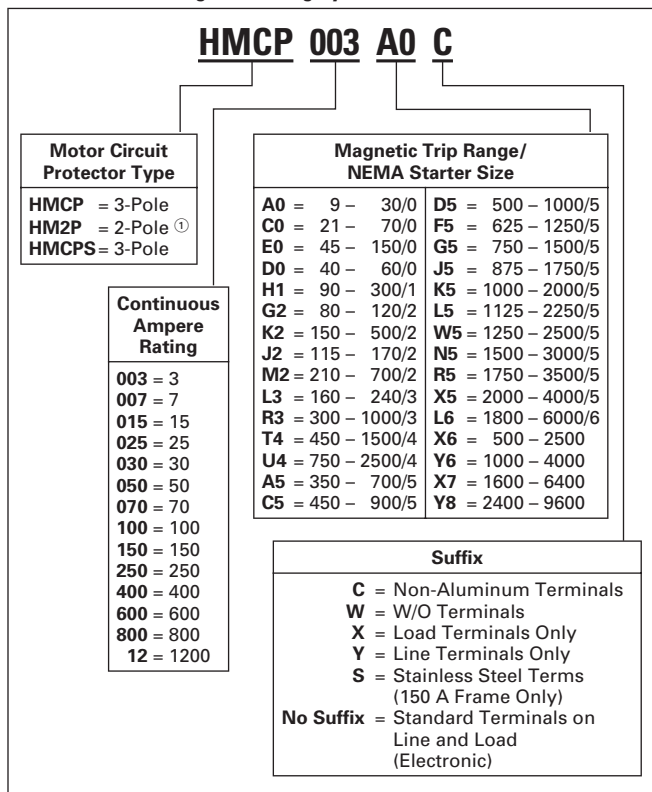 HMCP 003 A0 C
Motor Circuit
Protector Type
HMCP = 3-Pole
HM2P = 2-Pole ①
HMCPS = 3-Pole
Continuous
Ampere
Rating
003 = 3
007 = 7
015 = 15
025 = 25
030 = 30
050 = 50
070 = 70
100 = 100
150 = 150
250 = 250
400 = 400
600 = 600
800 = 800
12 = 1200
Magnetic Trip Range/
NEMA Starter Size
A0 = 9 – 30/0
C0 = 21 – 70/0
E0 = 45 – 150/0
D0 = 40 – 60/0
H1 = 90 – 300/1
G2 = 80 – 120/2
K2 = 150 – 500/2
J2 = 115 – 170/2
M2 = 210 – 700/2
L3 = 160 – 240/3
R3 = 300 – 1000/3
T4 = 450 – 1500/4
U4 = 750 – 2500/4
A5 = 350 – 700/5
C5 = 450 – 900/5
D5 = 500 – 1000/5
F5 = 625 – 1250/5
G5 = 750 – 1500/5
J5 = 875 – 1750/5
K5 = 1000 – 2000/5
L5 = 1125 – 2250/5
W5 = 1250 – 2500/5
N5 = 1500 – 3000/5
R5 = 1750 – 3500/5
X5 = 2000 – 4000/5
L6 = 1800 – 6000/6
X6 = 500 – 2500
Y6 = 1000 – 4000
X7 = 1600 – 6400
Y8 = 2400 – 9600
Suffix
C = Non-Aluminum Terminals
W = W/O Terminals
X = Load Terminals Only
Y = Line Terminals Only
S = Stainless Steel Terms
(150 A Frame Only)
No Suffix = Standard Terminals on
Line and Load
(Electronic)